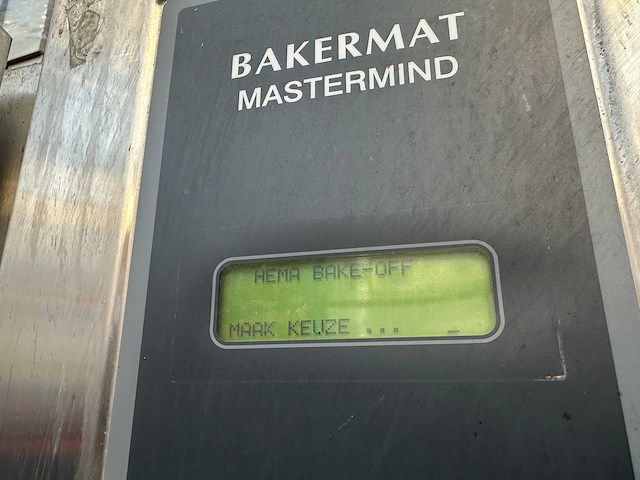 BAKERMAT
MASTERMIND
HEMA BAKE-OFF
MAAK KEUZE ... _